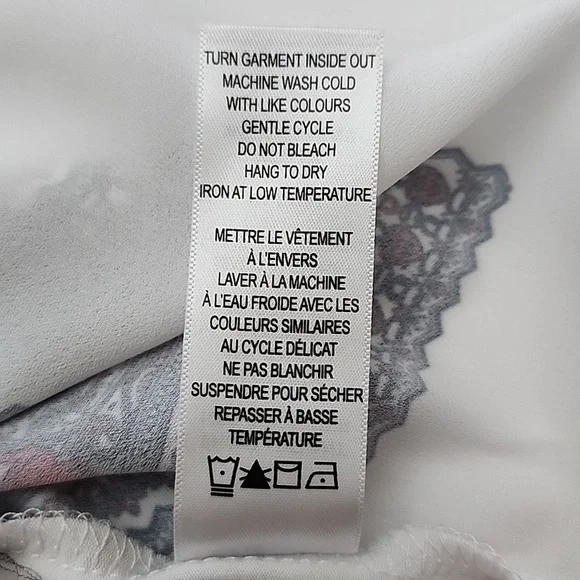 TURN GARMENT INSIDE OUT
MACHINE WASH COLD
WITH LIKE COLOURS
GENTLE CYCLE
DO NOT BLEACH
HANG TO DRY
IRON AT LOW TEMPERATURE
METTRE LE VÊTEMENT
À L'ENVERS
LAVER À LA MACHINE
À L'EAU FROIDE AVEC LES
COULEURS SIMILAIRES
AU CYCLE DÉLICAT
NE PAS BLANCHIR
SUSPENDRE POUR SÉCHER
REPASSER À BASSE
TEMPÉRATURE